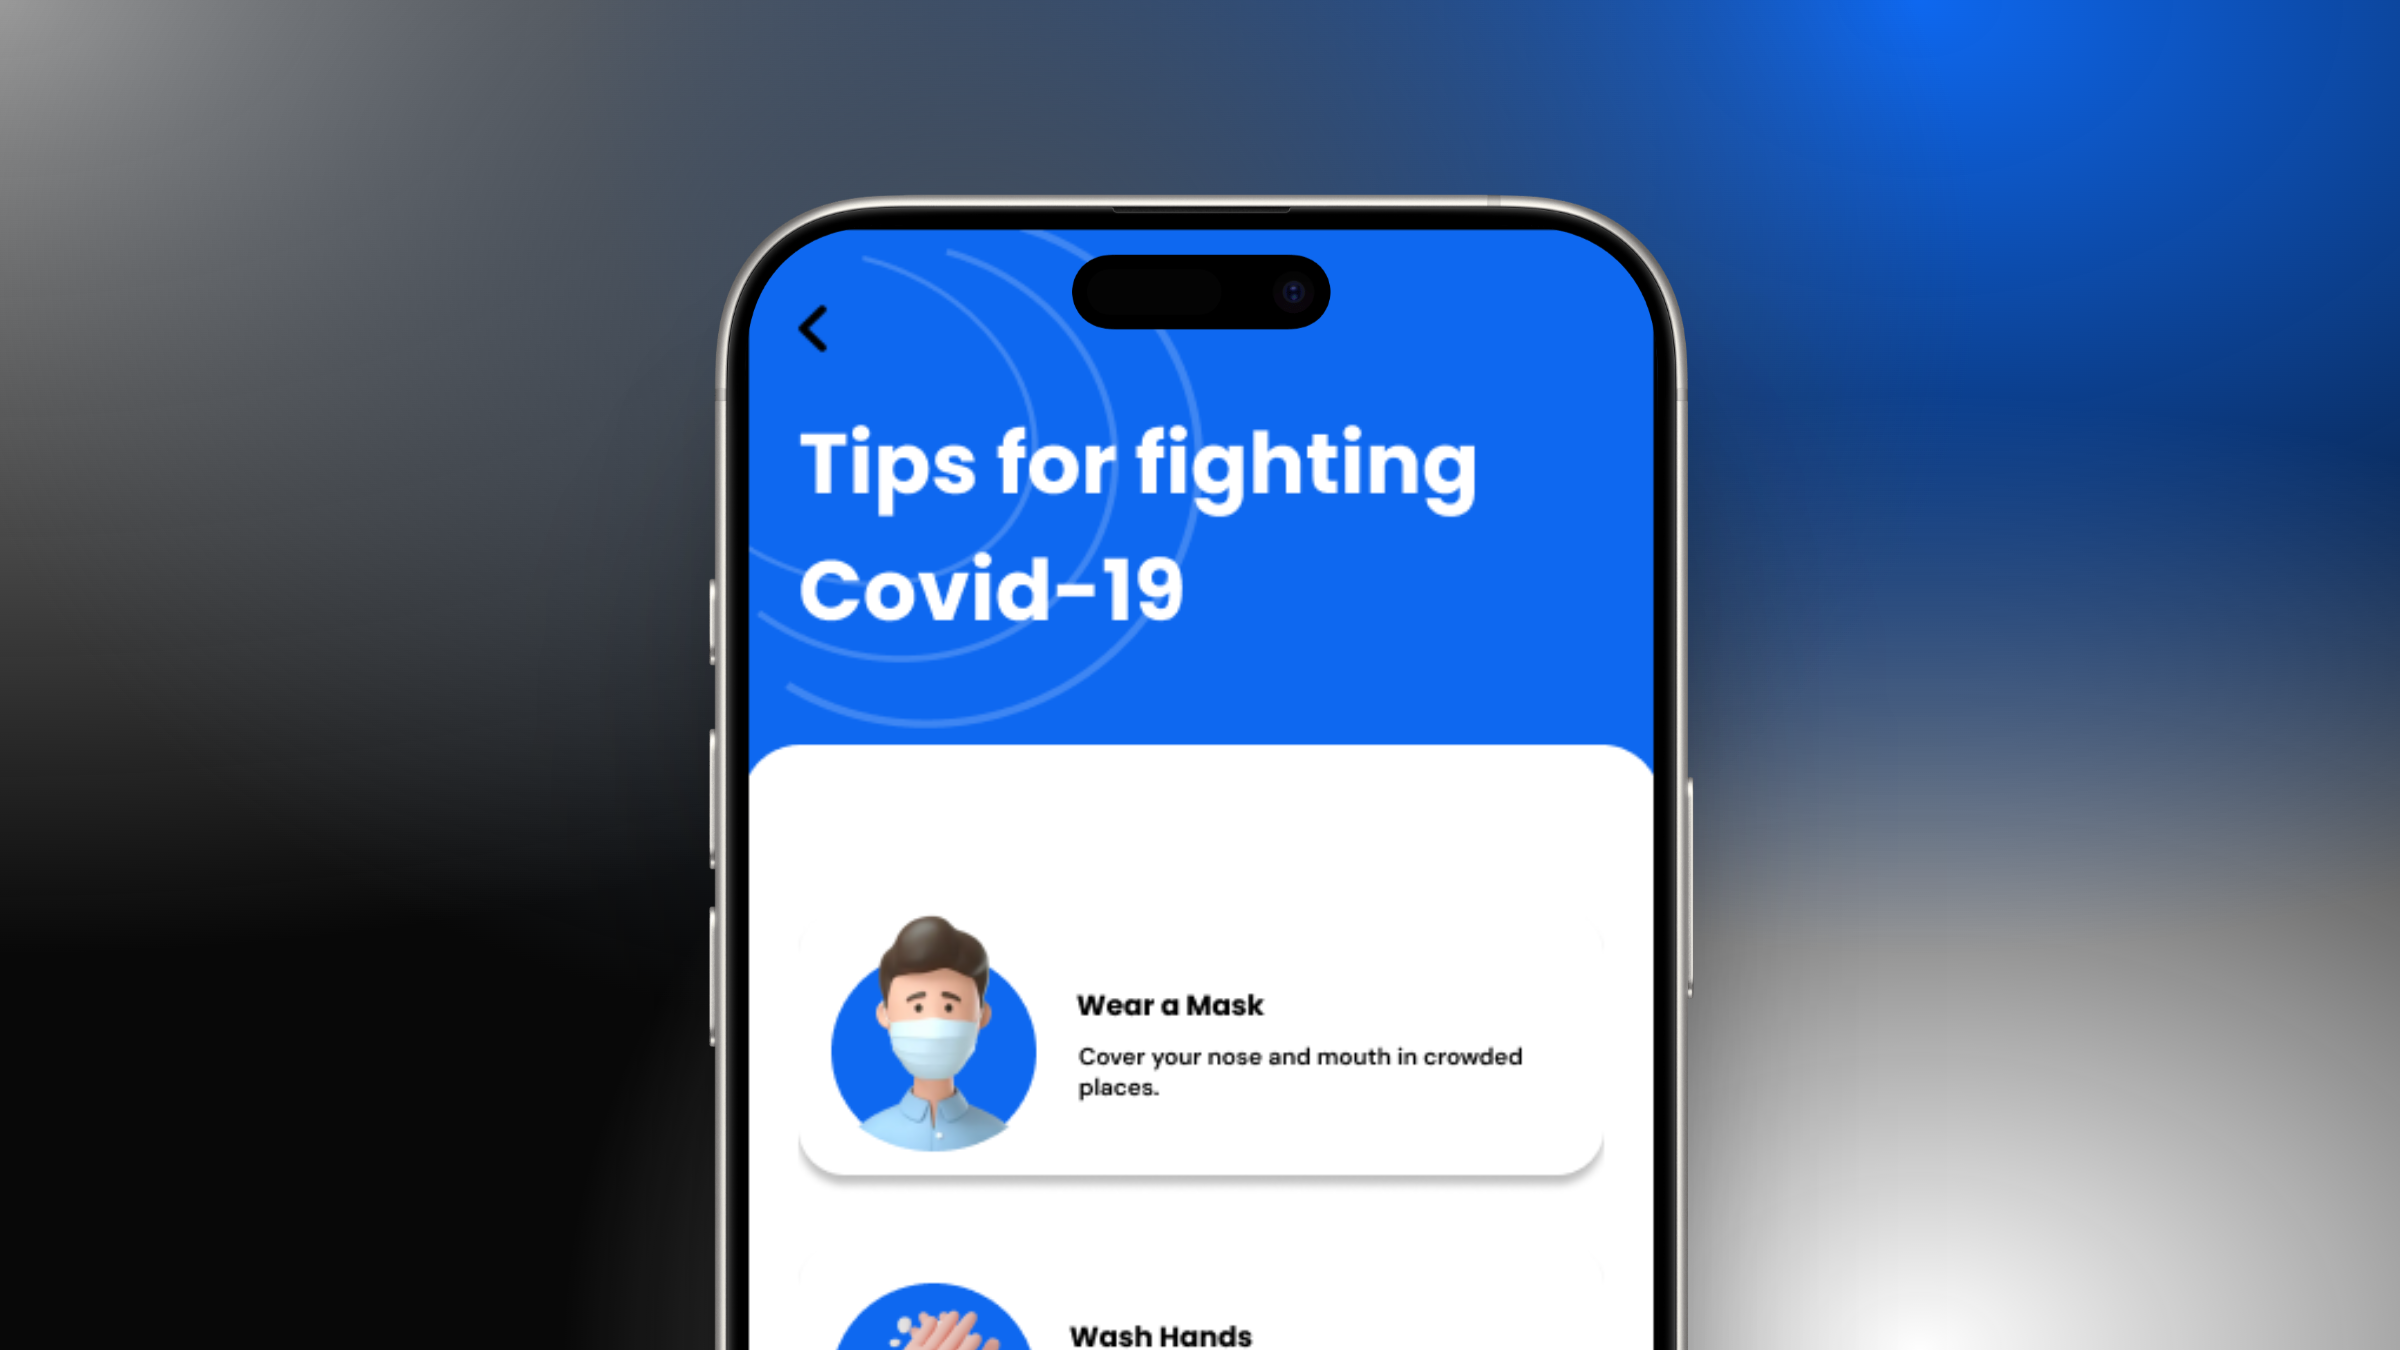 Tips for fighting
Covid-19
Wear a Mask
Cover your nose and mouth in crowded
places.
Wash Hands